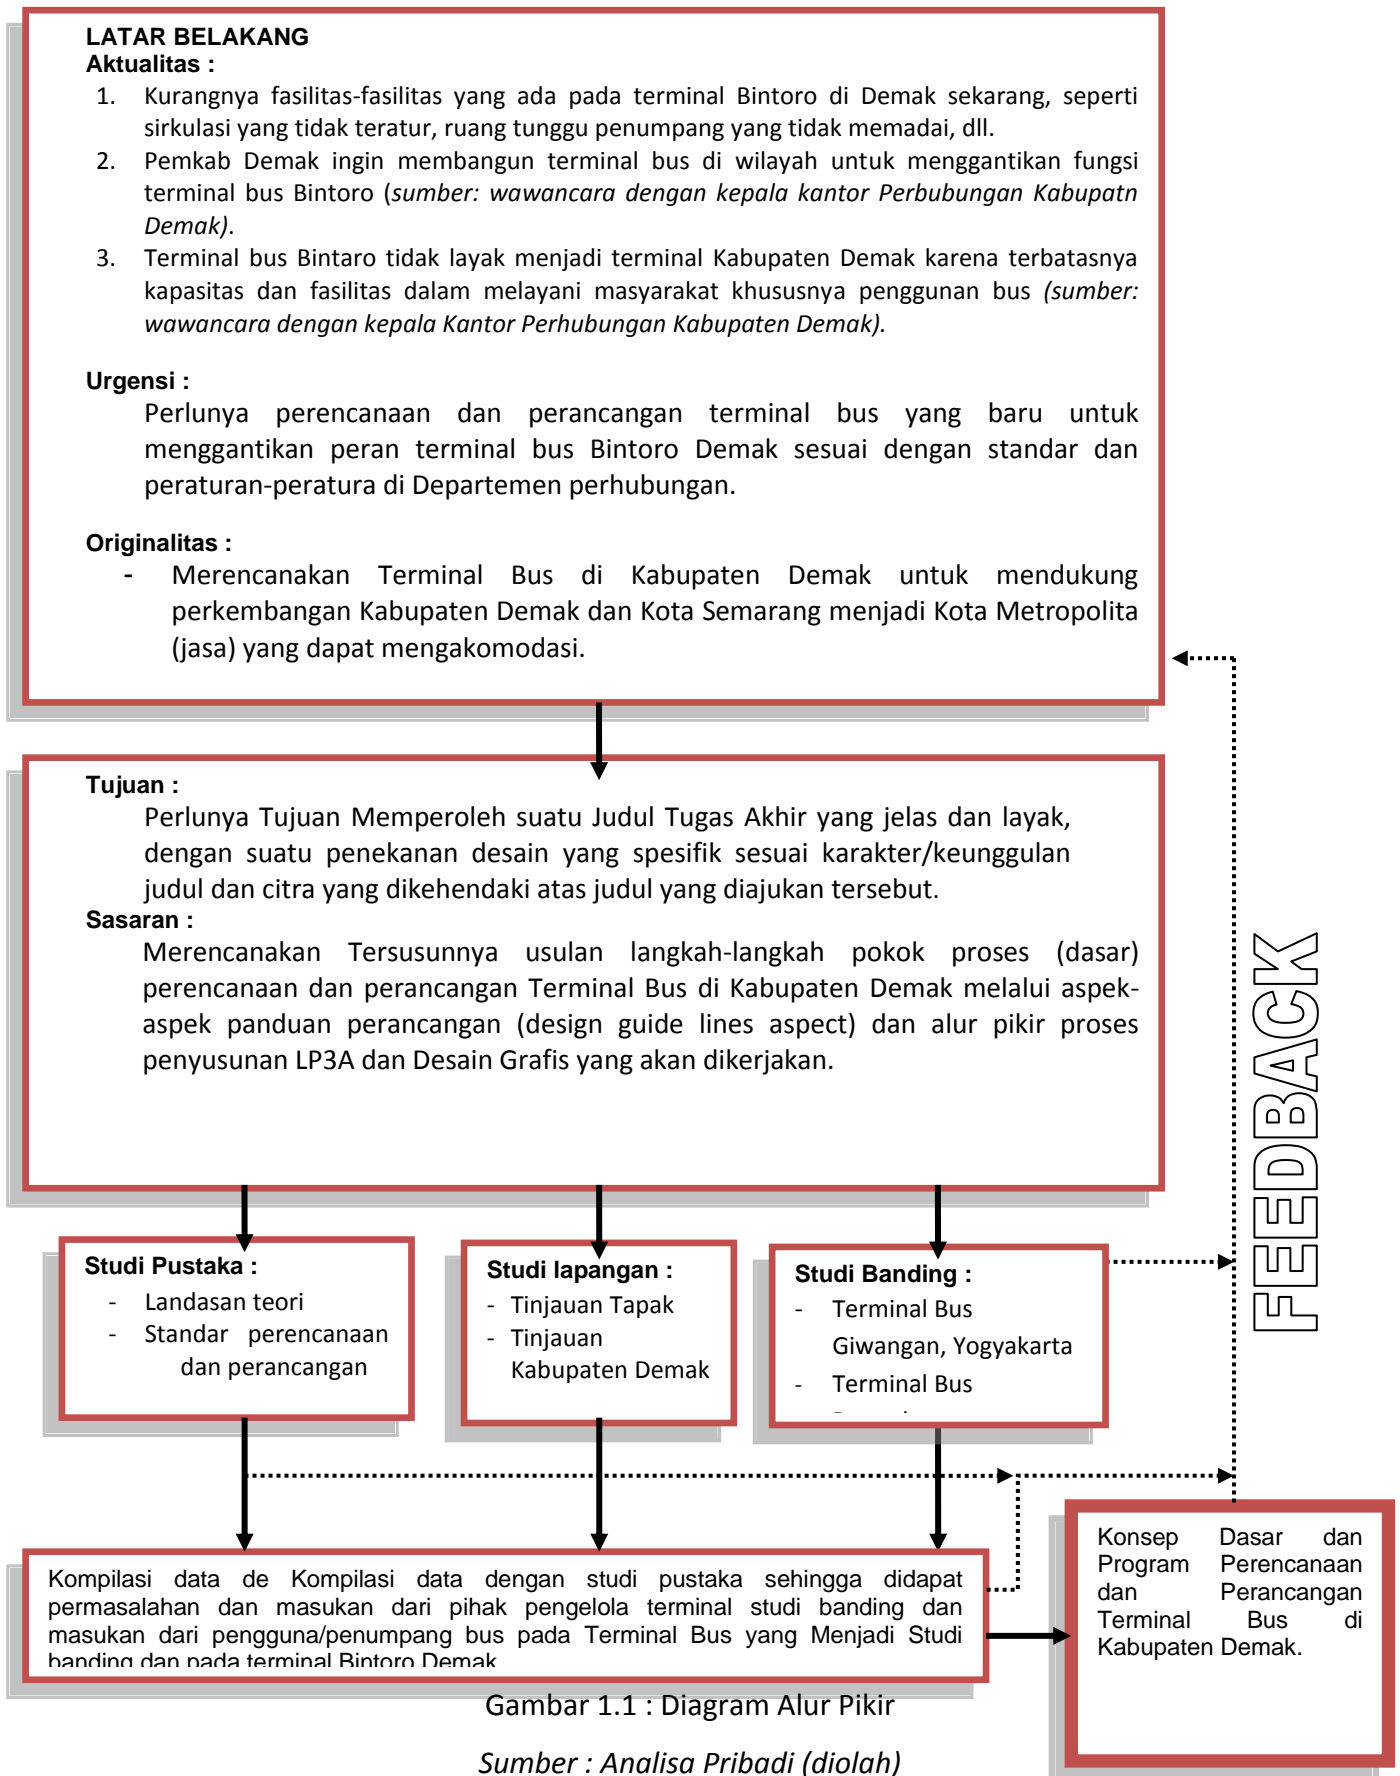 LATAR BELAKANG
Aktualitas :
1. Kurangnya fasilitas-fasilitas yang ada pada terminal Bintoro di Demak sekarang, seperti
sirkulasi yang tidak teratur, ruang tunggu penumpang yang tidak memadai, dll.
2. Pemkab Demak ingin membangun terminal bus di wilayah untuk menggantikan fungsi
terminal bus Bintoro (sumber: wawancara dengan kepala kantor Perbubungan Kabupatn
Demak).
3. Terminal bus Bintaro tidak layak menjadi terminal Kabupaten Demak karena terbatasnya
kapasitas dan fasilitas dalam melayani masyarakat khususnya penggunan bus (sumber:
wawancara dengan kepala Kantor Perhubungan Kabupaten Demak).
Urgensi :
Perlunya perencanaan dan perancangan terminal bus yang baru untuk
menggantikan peran terminal bus Bintoro Demak sesuai dengan standar dan
peraturan-peratura di Departemen perhubungan.
Originalitas :
- Merencanakan Terminal Bus di Kabupaten Demak untuk mendukung
perkembangan Kabupaten Demak dan Kota Semarang menjadi Kota Metropolita
(jasa) yang dapat mengakomodasi.
Tujuan :
Perlunya Tujuan Memperoleh suatu Judul Tugas Akhir yang jelas dan layak,
dengan suatu penekanan desain yang spesifik sesuai karakter/keunggulan
judul dan citra yang dikehendaki atas judul yang diajukan tersebut.
Sasaran :
Merencanakan Tersusunnya usulan langkah-langkah pokok proses (dasar)
perencanaan dan perancangan Terminal Bus di Kabupaten Demak melalui aspek-
aspek panduan perancangan (design guide lines aspect) dan alur pikir proses
penyusunan LP3A dan Desain Grafis yang akan dikerjakan.
FEEDBACK
Studi Pustaka :
- Landasan teori
- Standar perencanaan
dan perancangan
Studi lapangan :
- Tinjauan Tapak
- Tinjauan
Kabupaten Demak
Studi Banding :
- Terminal Bus
Giwangan, Yogyakarta
- Terminal Bus
Kompilasi data de Kompilasi data dengan studi pustaka sehingga didapat
permasalahan dan masukan dari pihak pengelola terminal studi banding dan
masukan dari pengguna/penumpang bus pada Terminal Bus yang Menjadi Studi
banding dan pada terminal Bintoro Demak
Konsep Dasar dan
Program Perencanaan
dan Perancangan
Terminal Bus di
Kabupaten Demak.
Gambar 1.1 : Diagram Alur Pikir
Sumber : Analisa Pribadi (diolah)